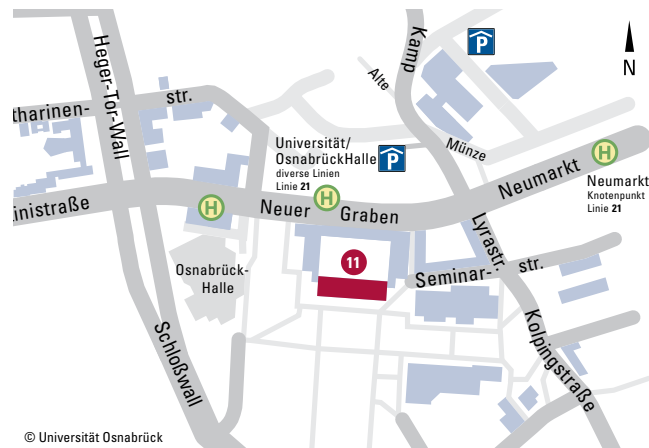 Heger-Tor-Wall
tharinen-
str.
Kamp
P
N
Alte
Münze
Universität/
OsnabrückHalle
diverse Linien
Linie 21
P
H
H
H
Neumarkt
Neumarkt
Knotenpunkt
Linie 21
inistraße
Neuer
Graben
Lyrastr.
Osnabrück-
Halle
11
Seminar-
str.
Schloßwall
Kolpingstraße
© Universität Osnabrück